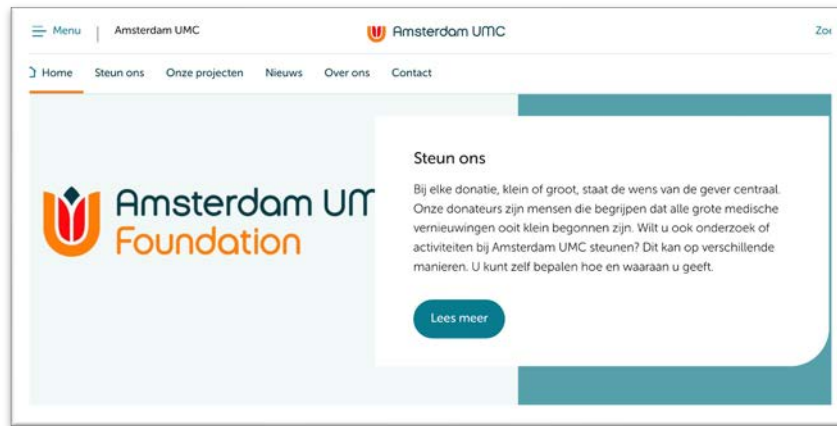 Menu | Amsterdam UMC
Amsterdam UMC
Home Steun ons Onze projecten Nieuws Over ons Contact
Amsterdam
Foundation
Steun ons
Bij elke donatie, klein of groot, staat de wens van de gever centraal.
Onze donateurs zijn mensen die begrijpen dat alle grote medische
vernieuwingen ooit klein begonnen zijn. Wilt u ook onderzoek of
activiteiten bij Amsterdam UMC steunen? Dit kan op verschillende
manieren. U kunt zelf bepalen hoe en waaraan u geeft.
Lees meer